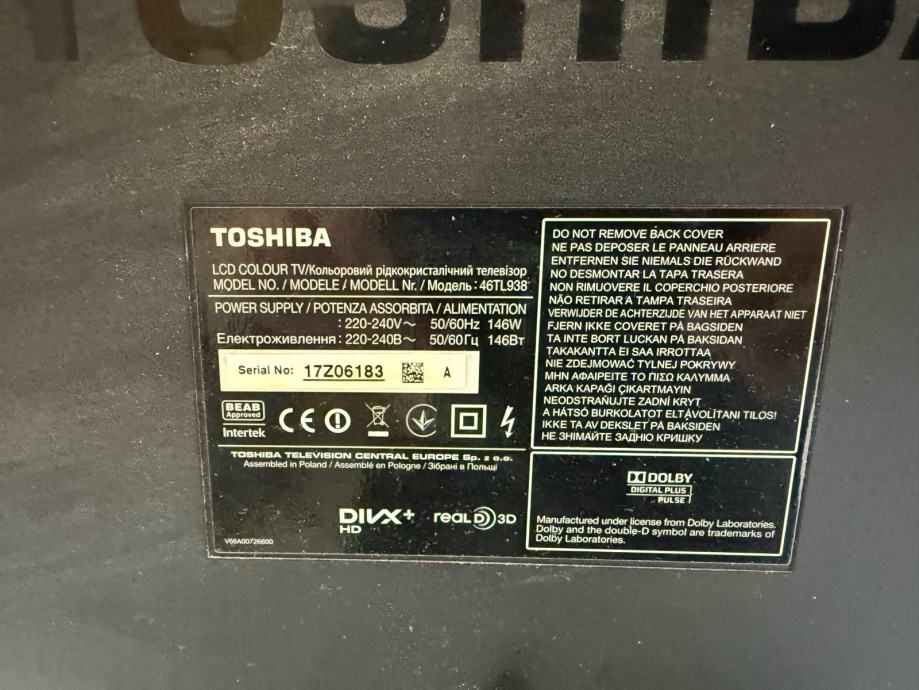 TOSHIBA
TOSHIBA
LCD COLOUR TV/Кольоровий рідкокристалічний телевізор
MODEL NO. / MODELE / MODELL Nr. / Модель: 46TL938
POWER SUPPLY / POTENZA ASSORBITA / ALIMENTATION
: 220-240V～ 50/60Hz 146W
Електроживлення: 220-240В～ 50/60Гц 146Вт
Serial No: 17Z06183 A
BEAB
Approved
Intertek
CE
TOSHIBA TELEVISION CENTRAL EUROPE Sp. z o.o.
Assembled in Poland / Assemblé en Pologne / Зібрані в Польщі
DIVX+
HD
REALD 3D
V66A00726600
DO NOT REMOVE BACK COVER
NE PAS DEPOSER LE PANNEAU ARRIERE
ENTFERNEN SIE NIEMALS DIE RÜCKWAND
NO DESMONTAR LA TAPA TRASERA
NON RIMUOVERE IL COPERCHIO POSTERIORE
NÃO RETIRAR A TAMPA TRASEIRA
VERWIJDER DE ACHTERZIJDE VAN HET APPARAAT NIET
FJERN IKKE COVERET PÅ BAGSIDEN
TA INTE BORT LUCKAN PÅ BAKSIDAN
TAKAKANTTA EI SAA IRROTTAA
NIE ZDEJMOWAĆ TYLNEJ POKRYWY
ΜΗΝ ΑΦΑΙΡΕΙΤΕ ΤΟ ΠΙΣΩ ΚΑΛΥΜΜΑ
ARKA KAPAĞI ÇIKARTMAYIN
NEODSTRAŇUJTE ZADNÍ KRYT
A HÁTSÓ BURKOLATOT ELTÁVOLÍTANI TILOS!
IKKE TA AV DEKSLET PÅ BAKSIDEN
НЕ ЗНІМАЙТЕ ЗАДНЮ КРИШКУ
DOLBY
DIGITAL PLUS
PULSE
Manufactured under license from Dolby Laboratories.
Dolby and the double-D symbol are trademarks of
Dolby Laboratories.